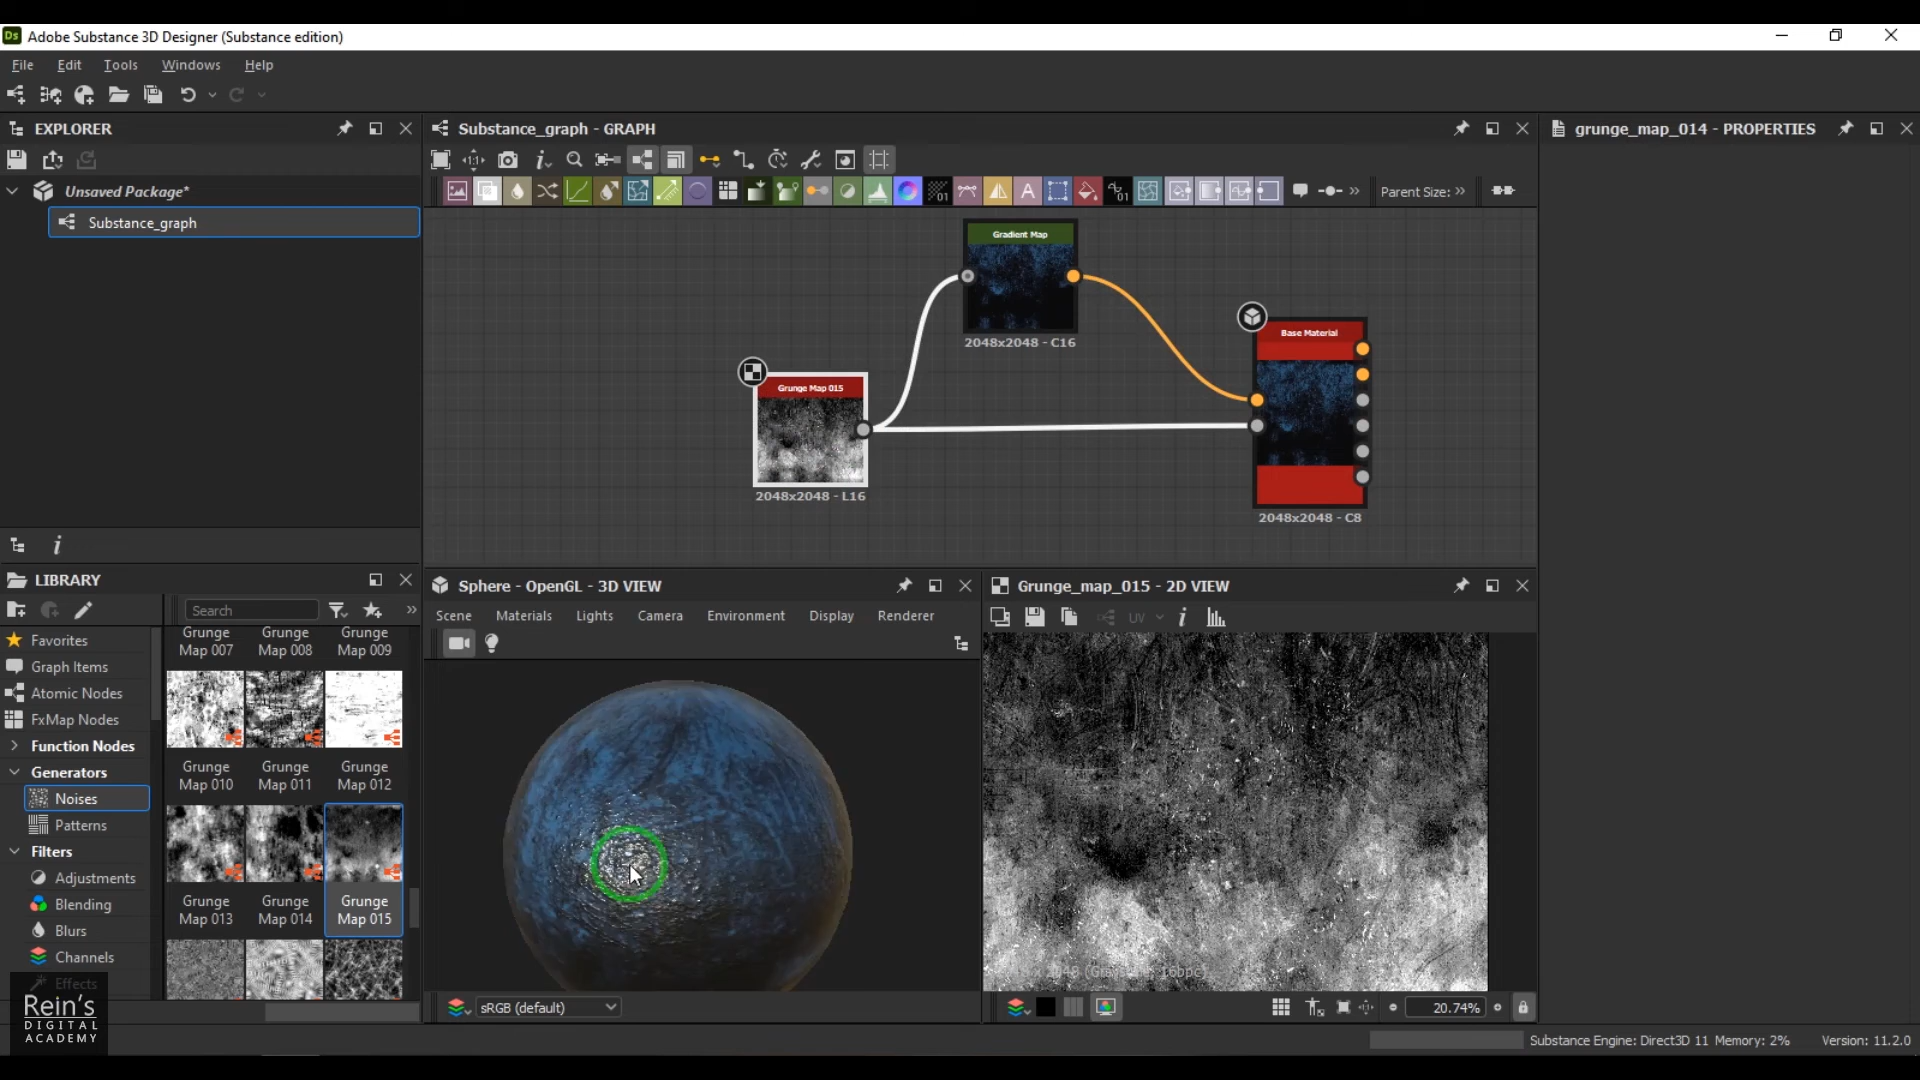 Ds Adobe Substance 3D Designer (Substance edition)
File Edit Tools Windows Help
EXPLORER
Unsaved Package*
Substance_graph
Substance_graph - GRAPH
Parent Size: »
Gradient Map
2048x2048 - C16
Grunge Map 015
2048x2048 - L16
Base Material
2048x2048 - C8
grunge_map_014 - PROPERTIES
LIBRARY
Search
Favorites
Graph Items
Atomic Nodes
FxMap Nodes
Function Nodes
Generators
Noises
Patterns
Filters
Adjustments
Blending
Blurs
Channels
Effects
Grunge Map 007
Grunge Map 008
Grunge Map 009
Grunge Map 010
Grunge Map 011
Grunge Map 012
Grunge Map 013
Grunge Map 014
Grunge Map 015
Sphere - OpenGL - 3D VIEW
Scene Materials Lights Camera Environment Display Renderer
sRGB (default)
Grunge_map_015 - 2D VIEW
UV
20.74%
Rein's
DIGITAL
ACADEMY
Substance Engine: Direct3D 11 Memory: 2% Version: 11.2.0